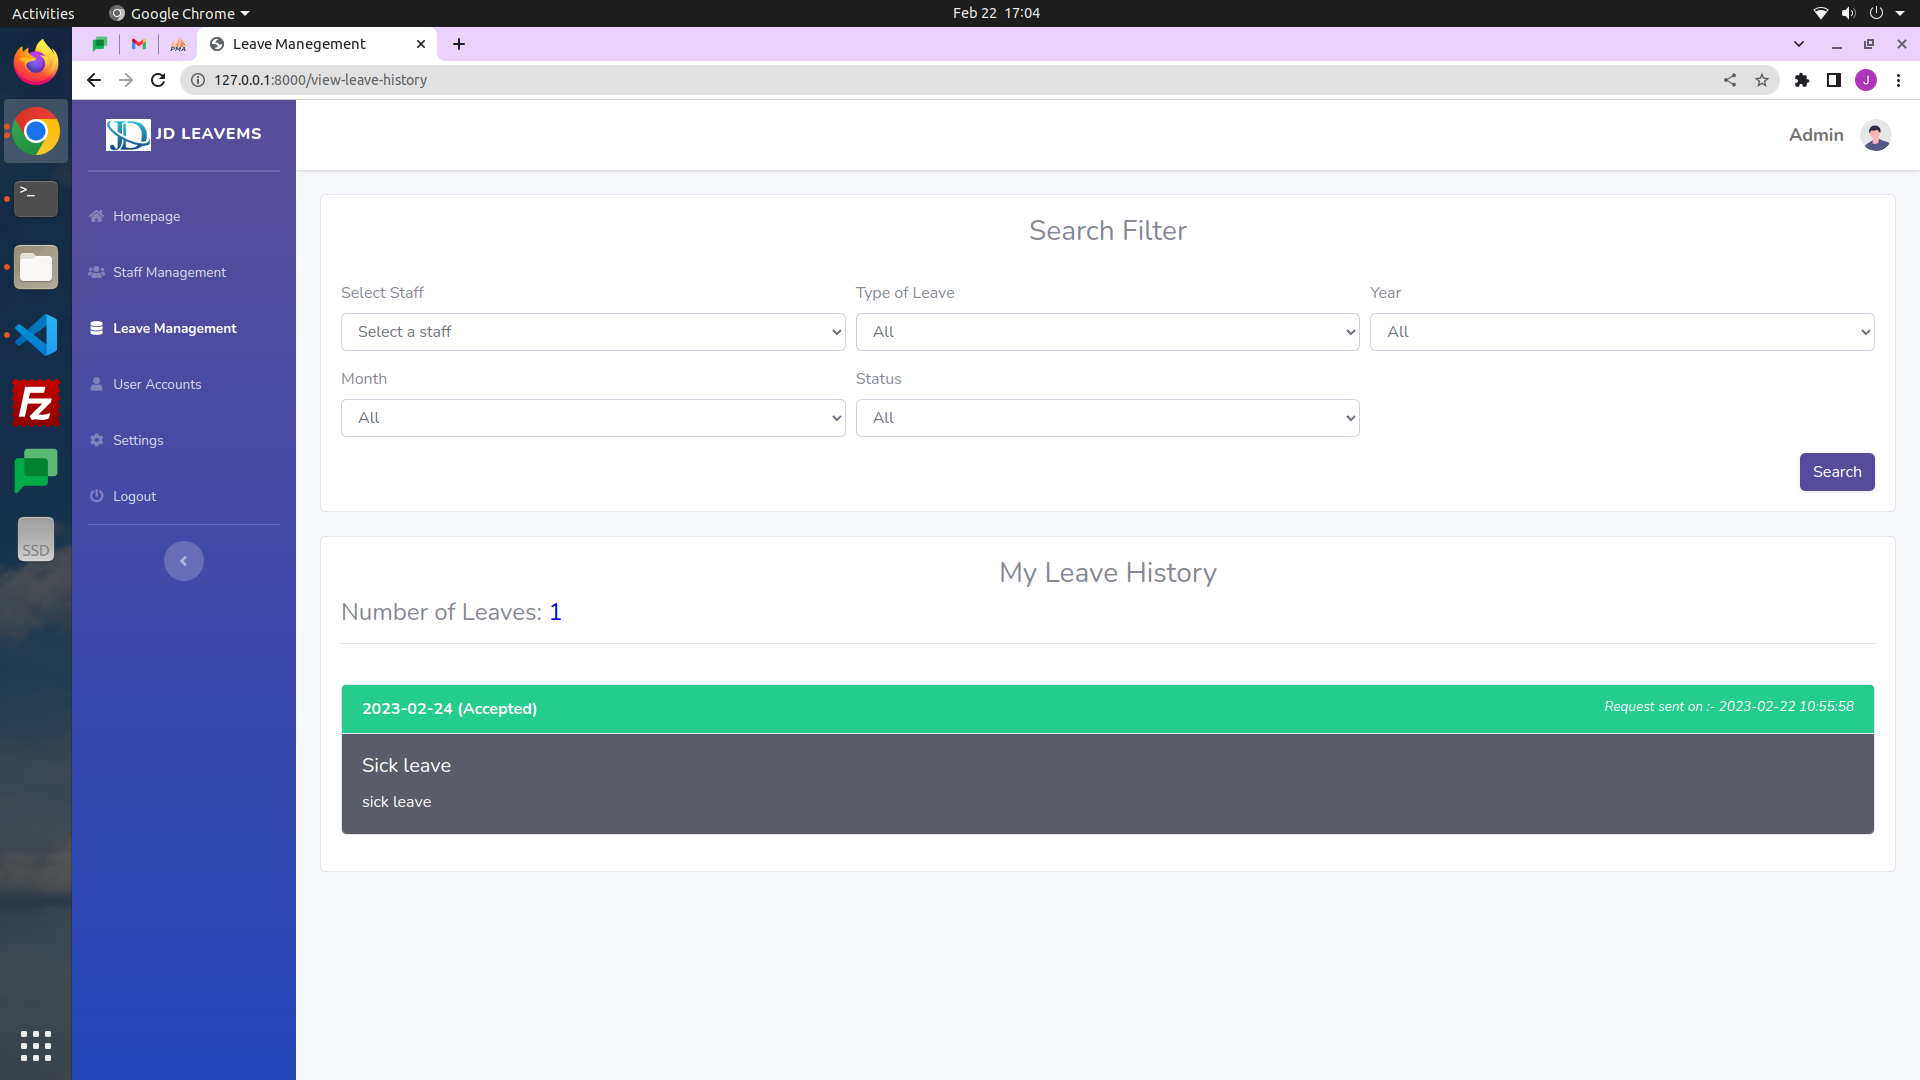 Activities
Google Chrome
Feb 22 17:04
PMA
Leave Manegement
127.0.0.1:8000/view-leave-history
J
JD
JD LEAVEMS
Admin
Homepage
Staff Management
Leave Management
User Accounts
Settings
Logout
>_
Fz
SSD
Search Filter
Select Staff
Type of Leave
Year
Select a staff
All
All
Month
Status
All
All
Search
My Leave History
Number of Leaves: 1
2023-02-24 (Accepted)
Request sent on :- 2023-02-22 10:55:58
Sick leave
sick leave